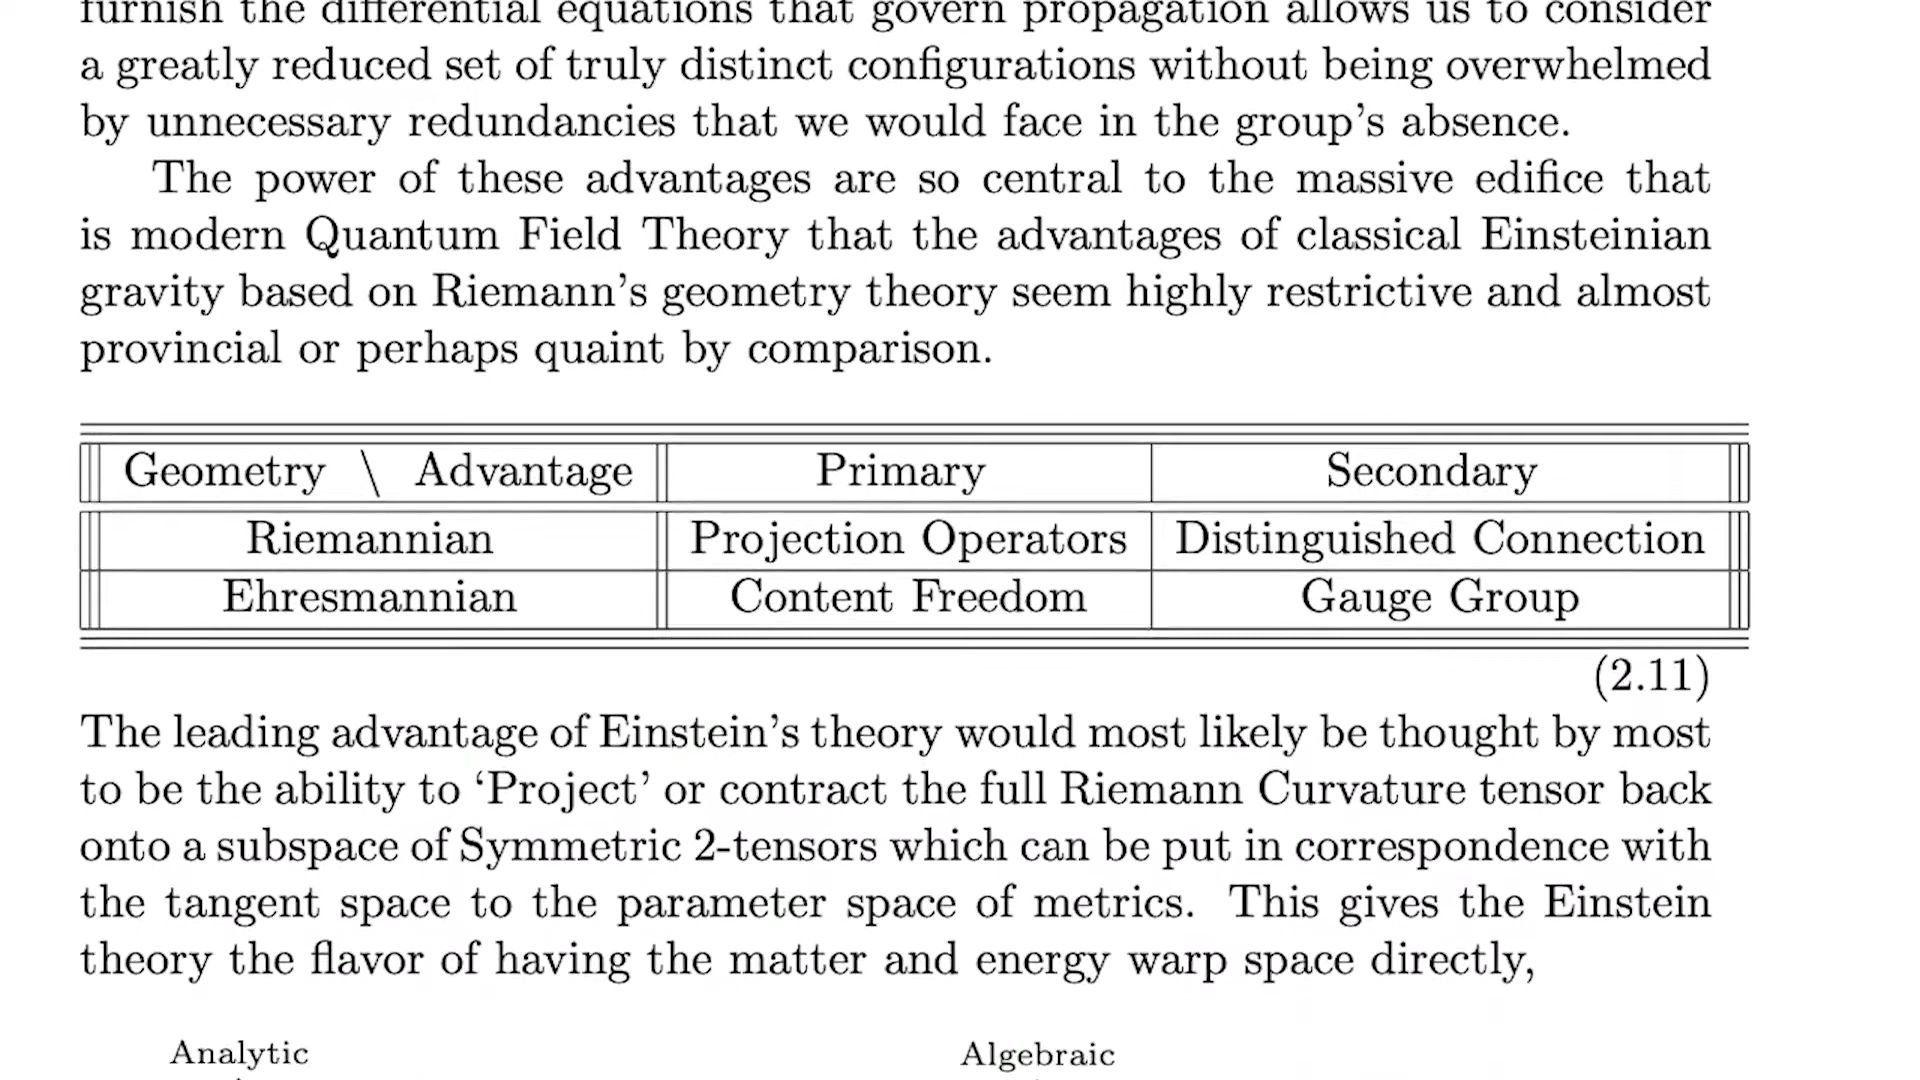 furnish the differential equations that govern propagation allows us to consider
a greatly reduced set of truly distinct configurations without being overwhelmed
by unnecessary redundancies that we would face in the group's absence.
The power of these advantages are so central to the massive edifice that
is modern Quantum Field Theory that the advantages of classical Einsteinian
gravity based on Riemann's geometry theory seem highly restrictive and almost
provincial or perhaps quaint by comparison.
Geometry \ Advantage Primary Secondary
Riemannian Projection Operators Distinguished Connection
Ehresmannian Content Freedom Gauge Group
(2.11)
The leading advantage of Einstein's theory would most likely be thought by most
to be the ability to ‘Project’ or contract the full Riemann Curvature tensor back
onto a subspace of Symmetric 2-tensors which can be put in correspondence with
the tangent space to the parameter space of metrics. This gives the Einstein
theory the flavor of having the matter and energy warp space directly,
Analytic Algebraic